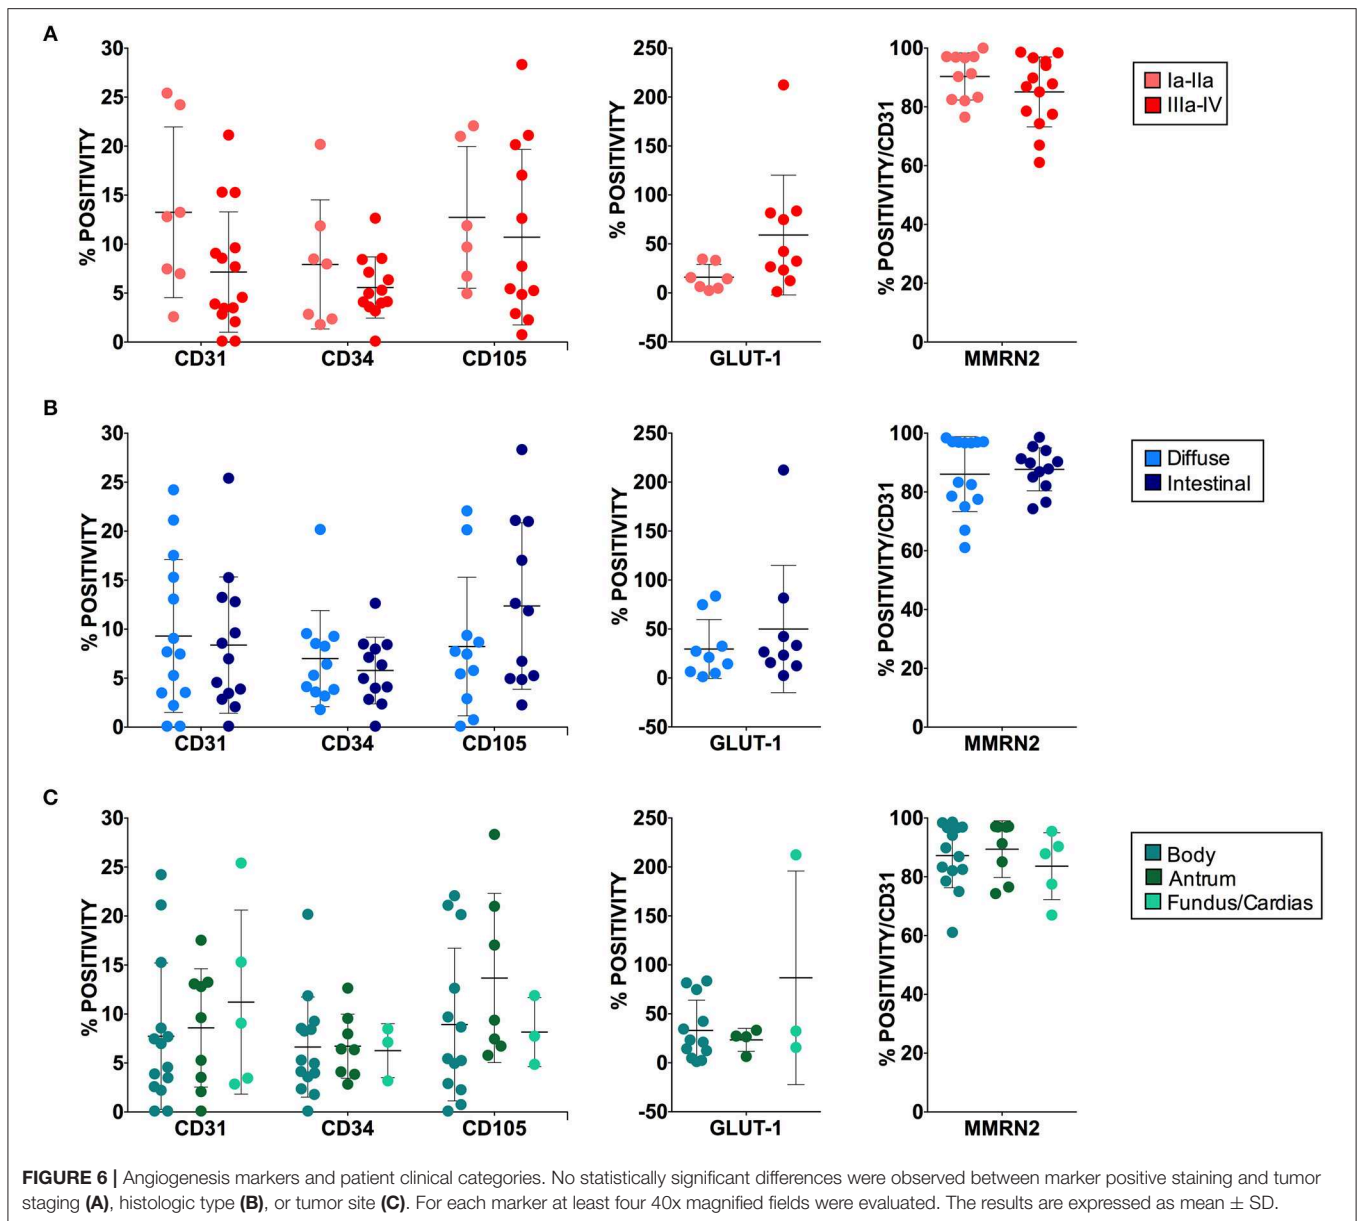 A
% POSITIVITY
30
25
20
15
10
5
0
CD31 CD34 CD105
% POSITIVITY
250
200
150
100
50
0
-50
GLUT-1
% POSITIVITY/CD31
100
80
60
40
20
0
MMRN2
Ia-IIa
IIIa-IV
B
% POSITIVITY
30
25
20
15
10
5
0
CD31 CD34 CD105
% POSITIVITY
250
200
150
100
50
0
-50
GLUT-1
% POSITIVITY/CD31
100
80
60
40
20
0
MMRN2
Diffuse
Intestinal
C
% POSITIVITY
30
25
20
15
10
5
0
CD31 CD34 CD105
% POSITIVITY
250
200
150
100
50
0
-50
GLUT-1
% POSITIVITY/CD31
100
80
60
40
20
0
MMRN2
Body
Antrum
Fundus/Cardias
FIGURE 6 | Angiogenesis markers and patient clinical categories. No statistically significant differences were observed between marker positive staining and tumor
staging (A), histologic type (B), or tumor site (C). For each marker at least four 40x magnified fields were evaluated. The results are expressed as mean ± SD.